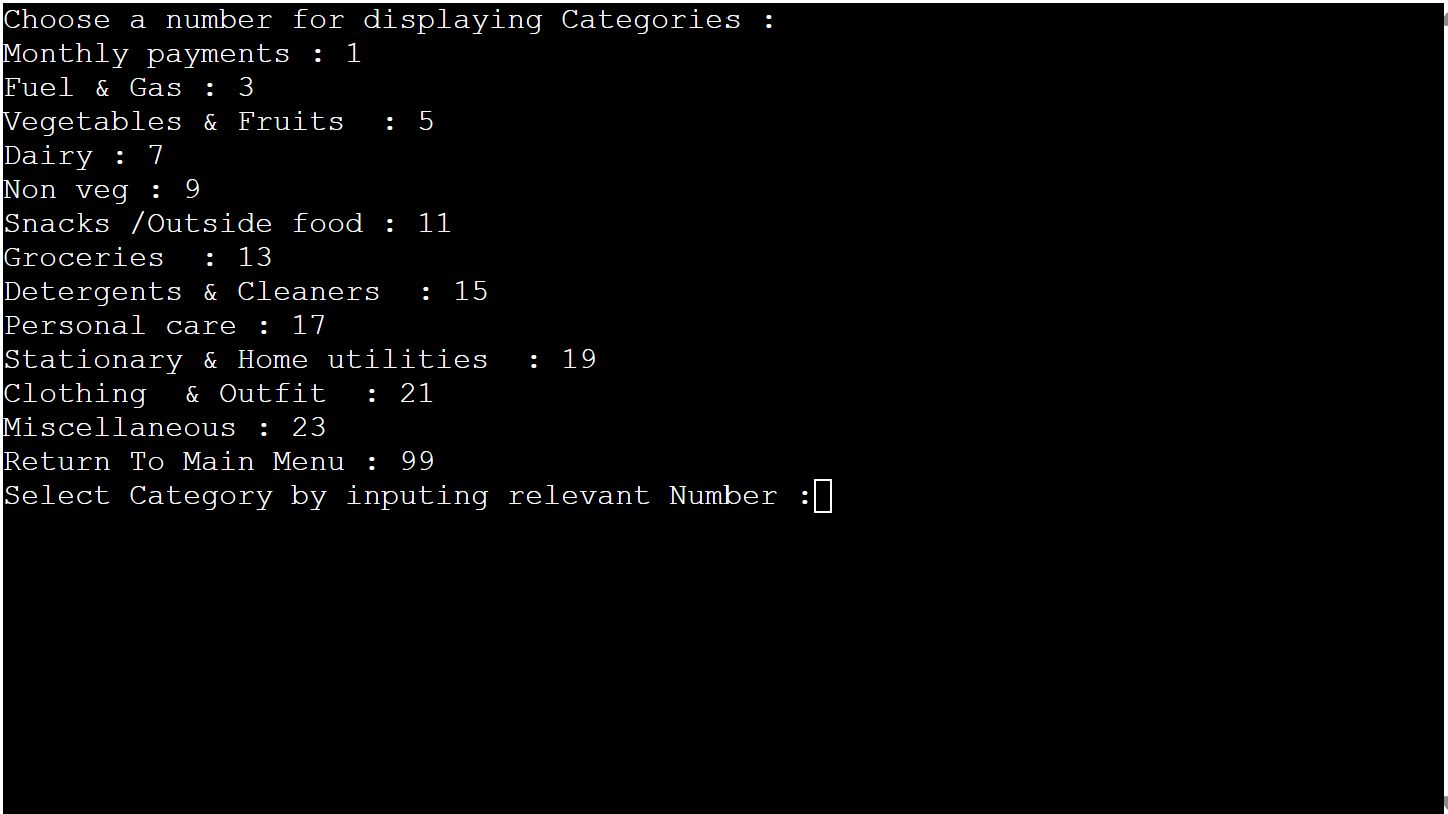 Choose a number for displaying Categories :
Monthly payments : 1
Fuel & Gas : 3
Vegetables & Fruits  : 5
Dairy : 7
Non veg : 9
Snacks /Outside food : 11
Groceries  : 13
Detergents & Cleaners  : 15
Personal care : 17
Stationary & Home utilities  : 19
Clothing  & Outfit  : 21
Miscellaneous : 23
Return To Main Menu : 99
Select Category by inputing relevant Number :